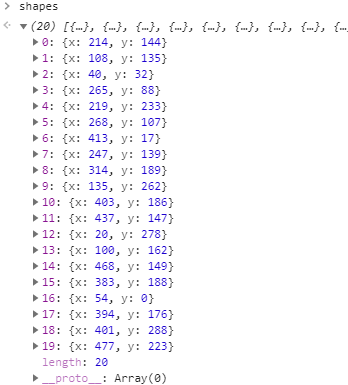 > shapes
<· ▼(20) [{…}, {…}, {…}, {…}, {…}, {…}, {…}, {…
▶ 0: {x: 214, y: 144}
▶ 1: {x: 108, y: 135}
▶ 2: {x: 40, y: 32}
▶ 3: {x: 265, y: 88}
▶ 4: {x: 219, y: 233}
▶ 5: {x: 268, y: 107}
▶ 6: {x: 413, y: 17}
▶ 7: {x: 247, y: 139}
▶ 8: {x: 314, y: 189}
▶ 9: {x: 135, y: 262}
▶ 10: {x: 403, y: 186}
▶ 11: {x: 437, y: 147}
▶ 12: {x: 20, y: 278}
▶ 13: {x: 100, y: 162}
▶ 14: {x: 468, y: 149}
▶ 15: {x: 383, y: 188}
▶ 16: {x: 54, y: 0}
▶ 17: {x: 394, y: 176}
▶ 18: {x: 401, y: 288}
▶ 19: {x: 477, y: 223}
length: 20
▶ __proto__: Array(0)